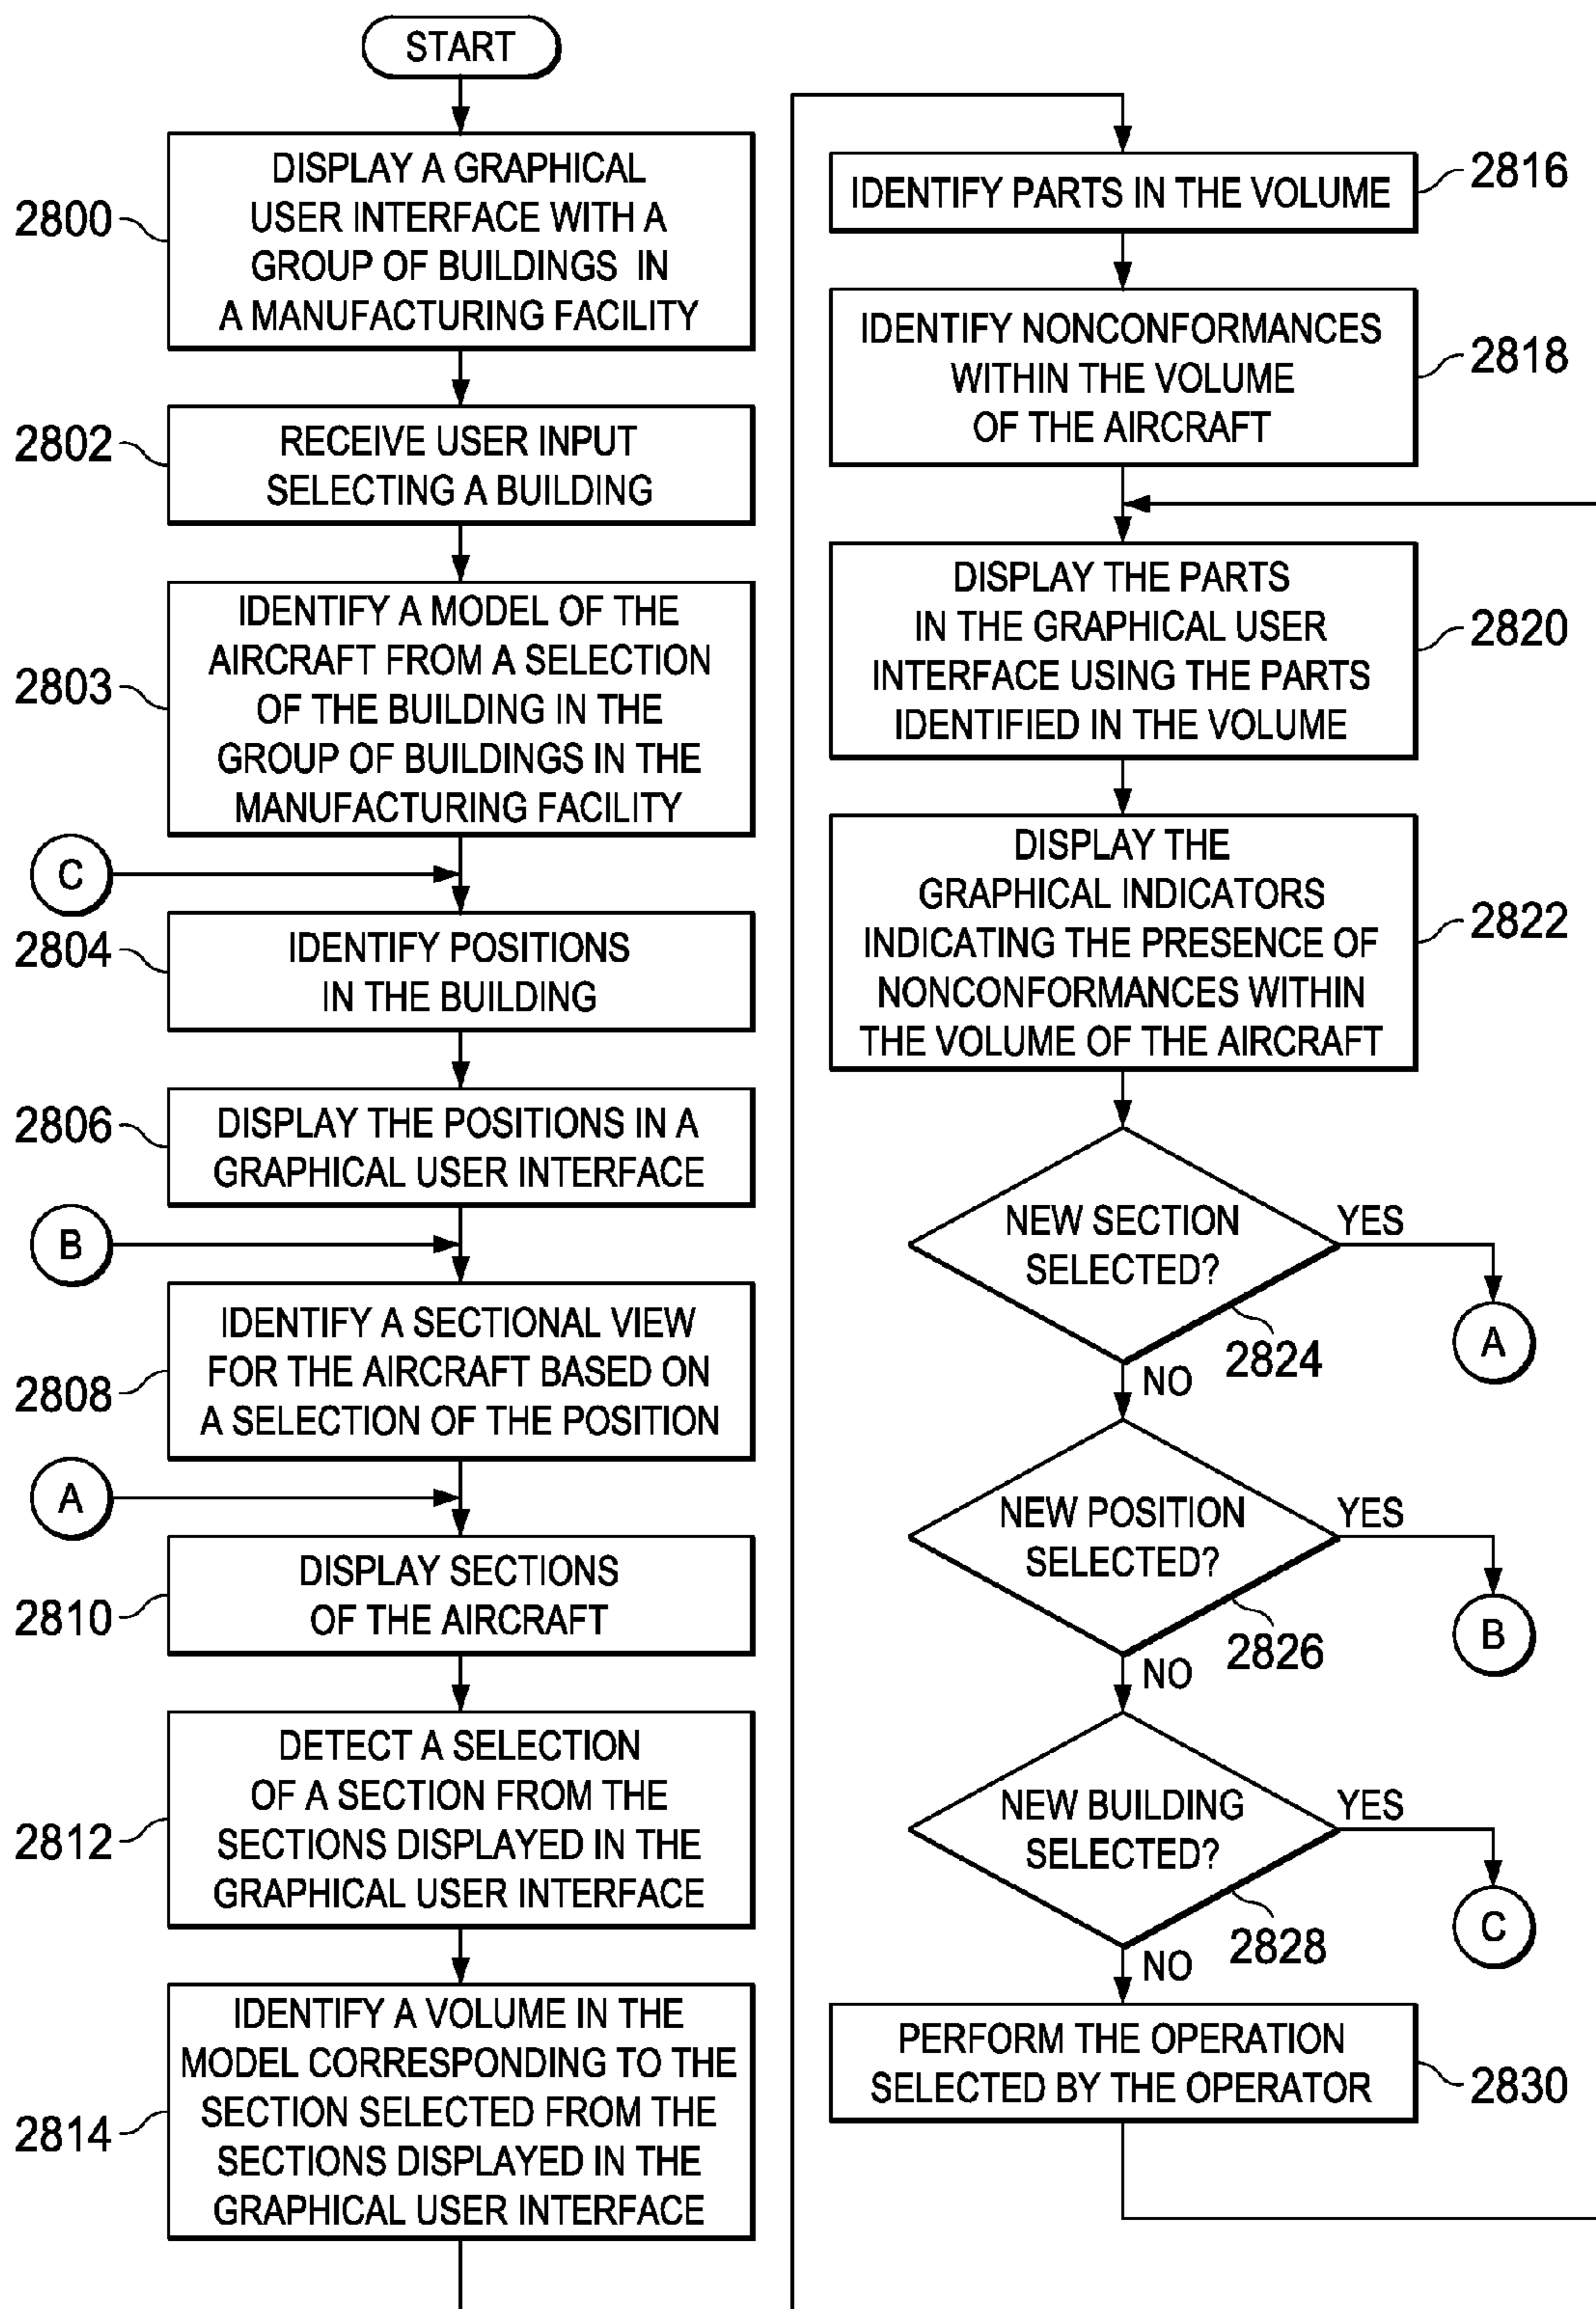 START
2800
DISPLAY A GRAPHICAL
USER INTERFACE WITH A
GROUP OF BUILDINGS IN
A MANUFACTURING FACILITY
2802
RECEIVE USER INPUT
SELECTING A BUILDING
2803
IDENTIFY A MODEL OF THE
AIRCRAFT FROM A SELECTION
OF THE BUILDING IN THE
GROUP OF BUILDINGS IN THE
MANUFACTURING FACILITY
C
2804
IDENTIFY POSITIONS
IN THE BUILDING
2806
DISPLAY THE POSITIONS IN A
GRAPHICAL USER INTERFACE
B
2808
IDENTIFY A SECTIONAL VIEW
FOR THE AIRCRAFT BASED ON
A SELECTION OF THE POSITION
A
2810
DISPLAY SECTIONS
OF THE AIRCRAFT
2812
DETECT A SELECTION
OF A SECTION FROM THE
SECTIONS DISPLAYED IN THE
GRAPHICAL USER INTERFACE
2814
IDENTIFY A VOLUME IN THE
MODEL CORRESPONDING TO THE
SECTION SELECTED FROM THE
SECTIONS DISPLAYED IN THE
GRAPHICAL USER INTERFACE
IDENTIFY PARTS IN THE VOLUME
2816
IDENTIFY NONCONFORMANCES
WITHIN THE VOLUME
OF THE AIRCRAFT
2818
DISPLAY THE PARTS
IN THE GRAPHICAL USER
INTERFACE USING THE PARTS
IDENTIFIED IN THE VOLUME
2820
DISPLAY THE
GRAPHICAL INDICATORS
INDICATING THE PRESENCE OF
NONCONFORMANCES WITHIN
THE VOLUME OF THE AIRCRAFT
2822
NEW SECTION
SELECTED?
YES
A
2824
NO
NEW POSITION
SELECTED?
YES
B
2826
NO
NEW BUILDING
SELECTED?
YES
C
2828
NO
PERFORM THE OPERATION
SELECTED BY THE OPERATOR
2830